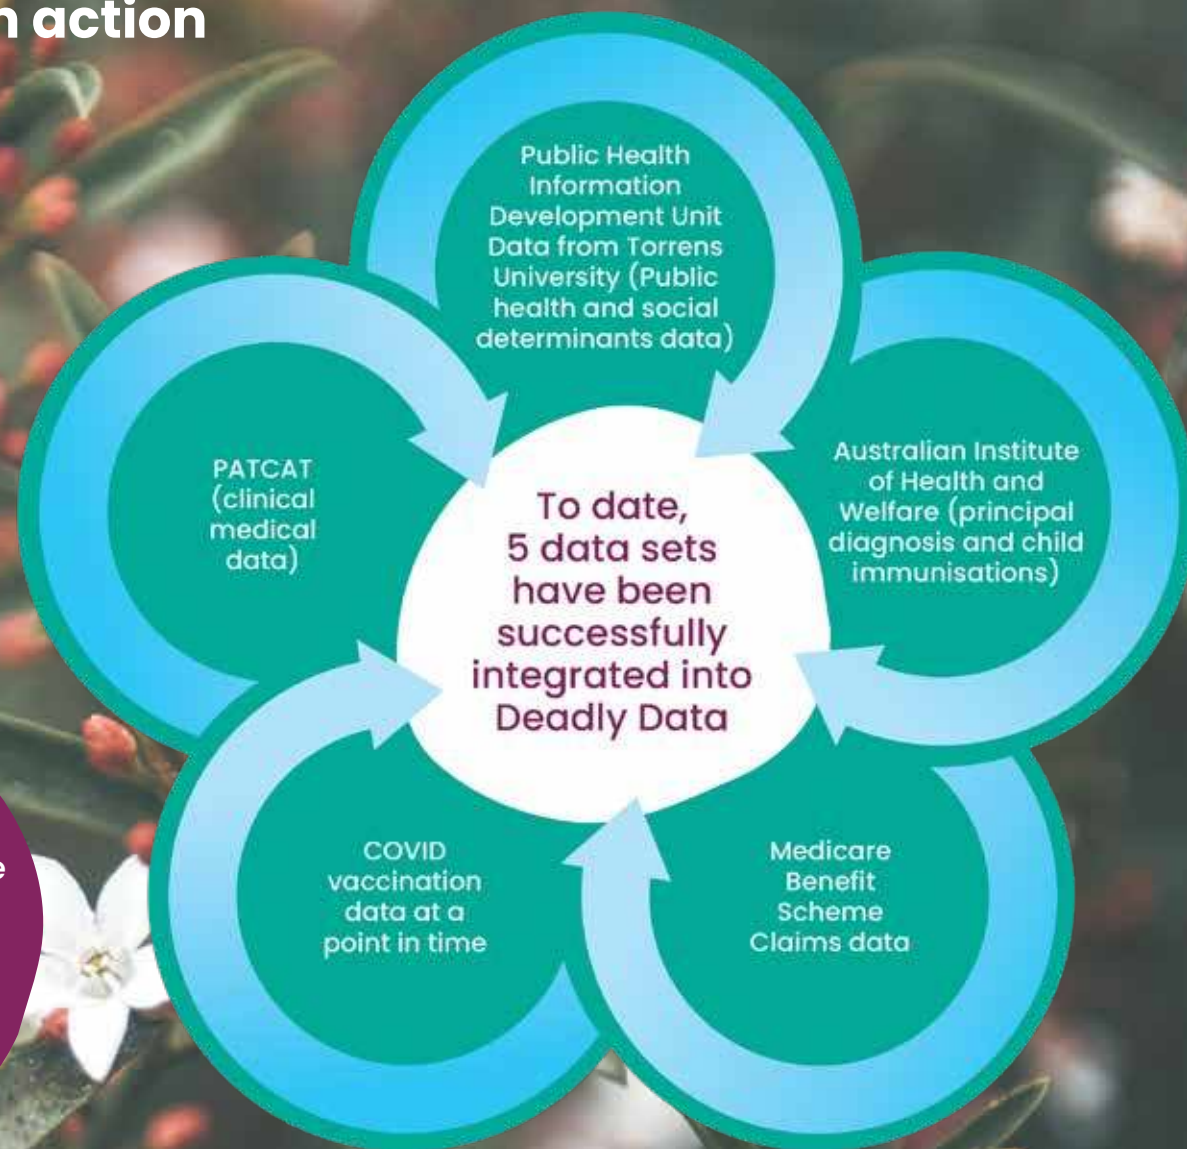 n action
Public Health
Information
Development Unit
Data from Torrens
University (Public
health and social
determinants data)
Australian Institute
of Health and
Welfare (principal
diagnosis and child
immunisations)
PATCAT
(clinical
medical
data)
To date,
5 data sets
have been
successfully
integrated into
Deadly Data
COVID
vaccination
data at a
point in time
Medicare
Benefit
Scheme
Claims data
e